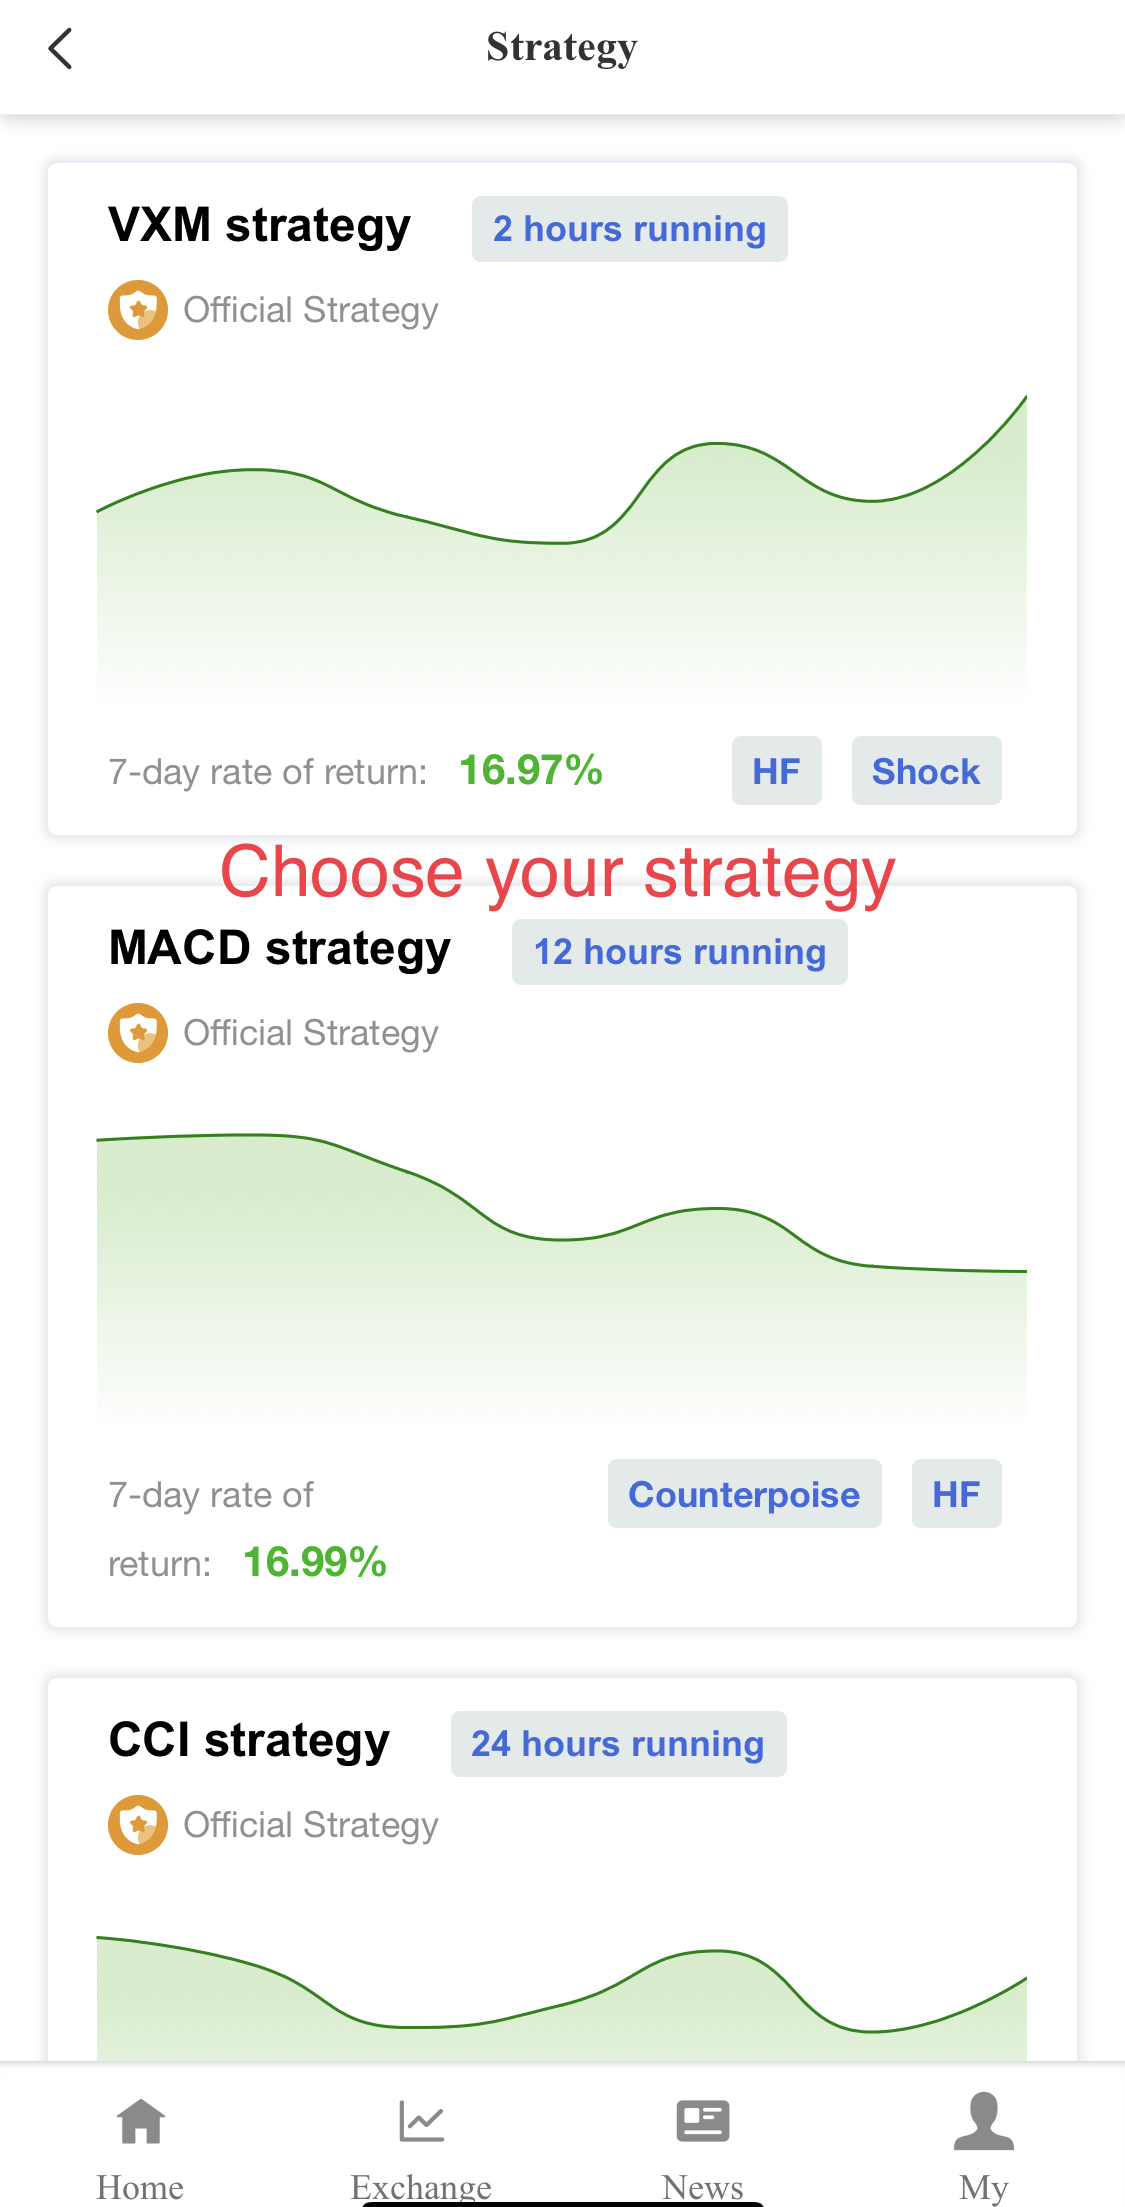 Strategy
VXM strategy
2 hours running
Official Strategy
7-day rate of return: 16.97%
HF
Shock
Choose your strategy
MACD strategy
12 hours running
Official Strategy
7-day rate of
return: 16.99%
Counterpoise
HF
CCI strategy
24 hours running
Official Strategy
Home
Exchange
News
My